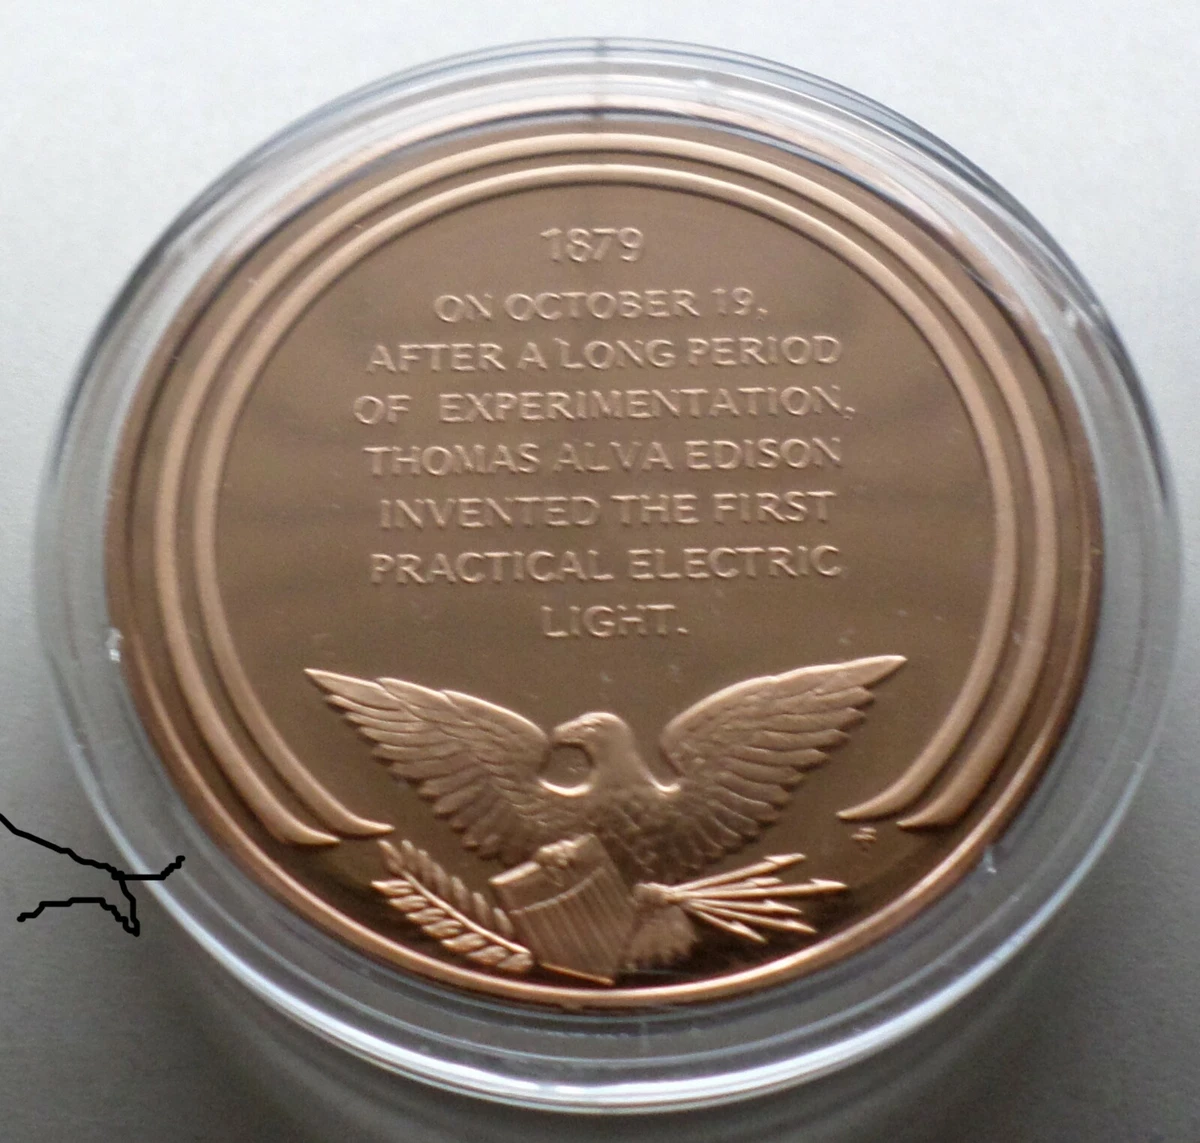 1879
ON OCTOBER 19,
AFTER A LONG PERIOD
OF EXPERIMENTATION,
THOMAS ALVA EDISON
INVENTED THE FIRST
PRACTICAL ELECTRIC
LIGHT.